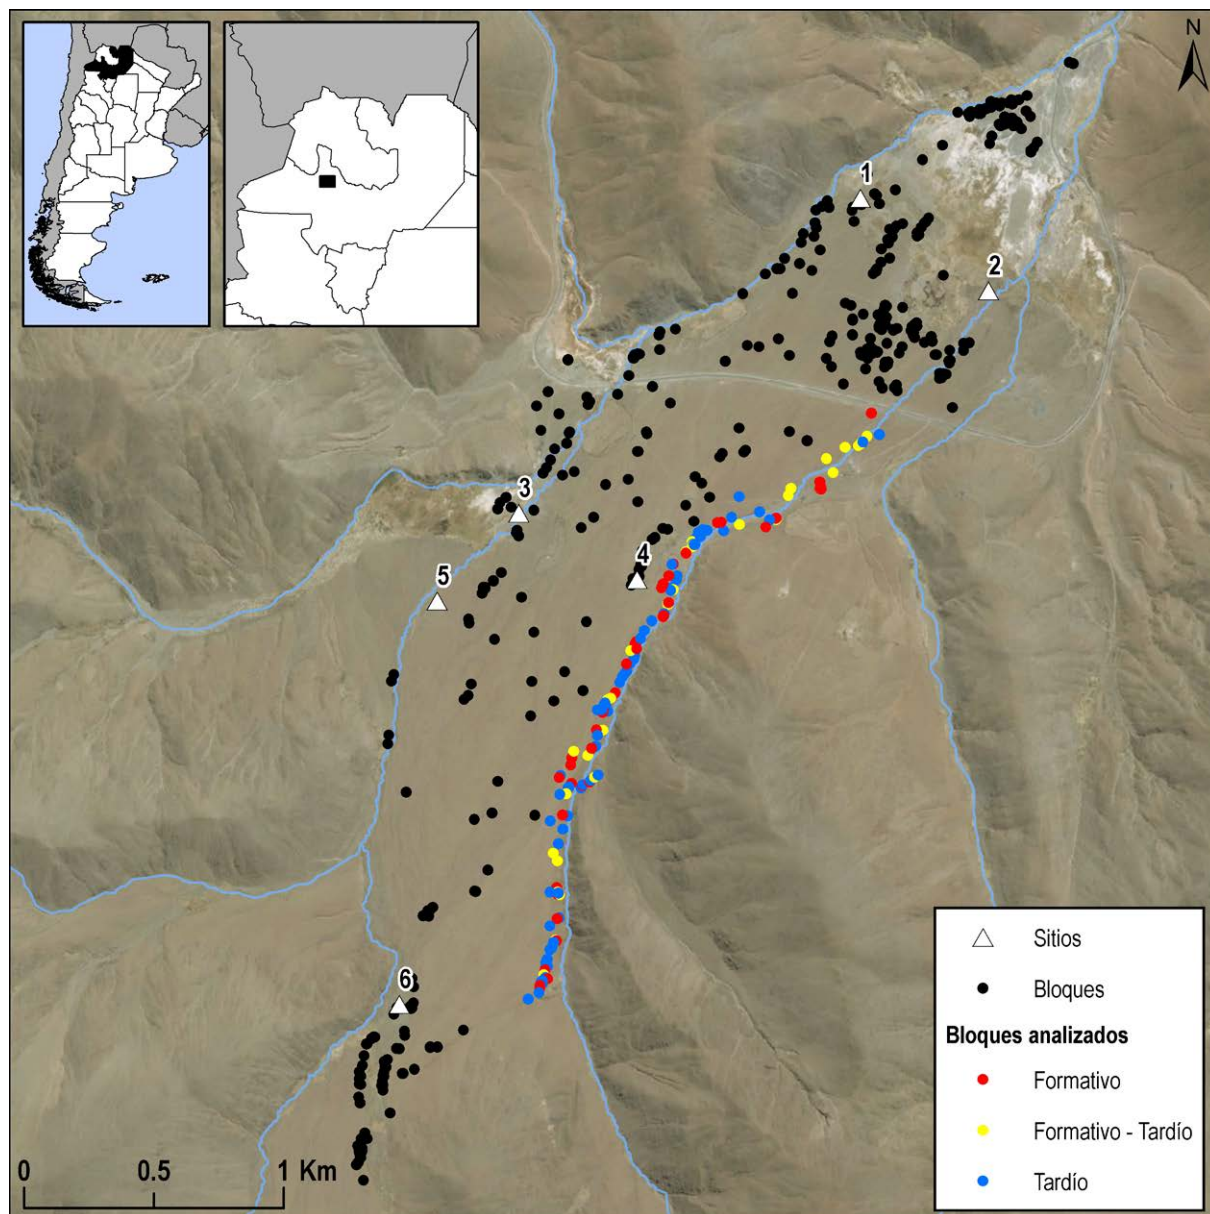 N
1
2
3
4
5
6
Sitios
Bloques
Bloques analizados
Formativo
Formativo - Tardío
Tardío
0 0.5 1 Km